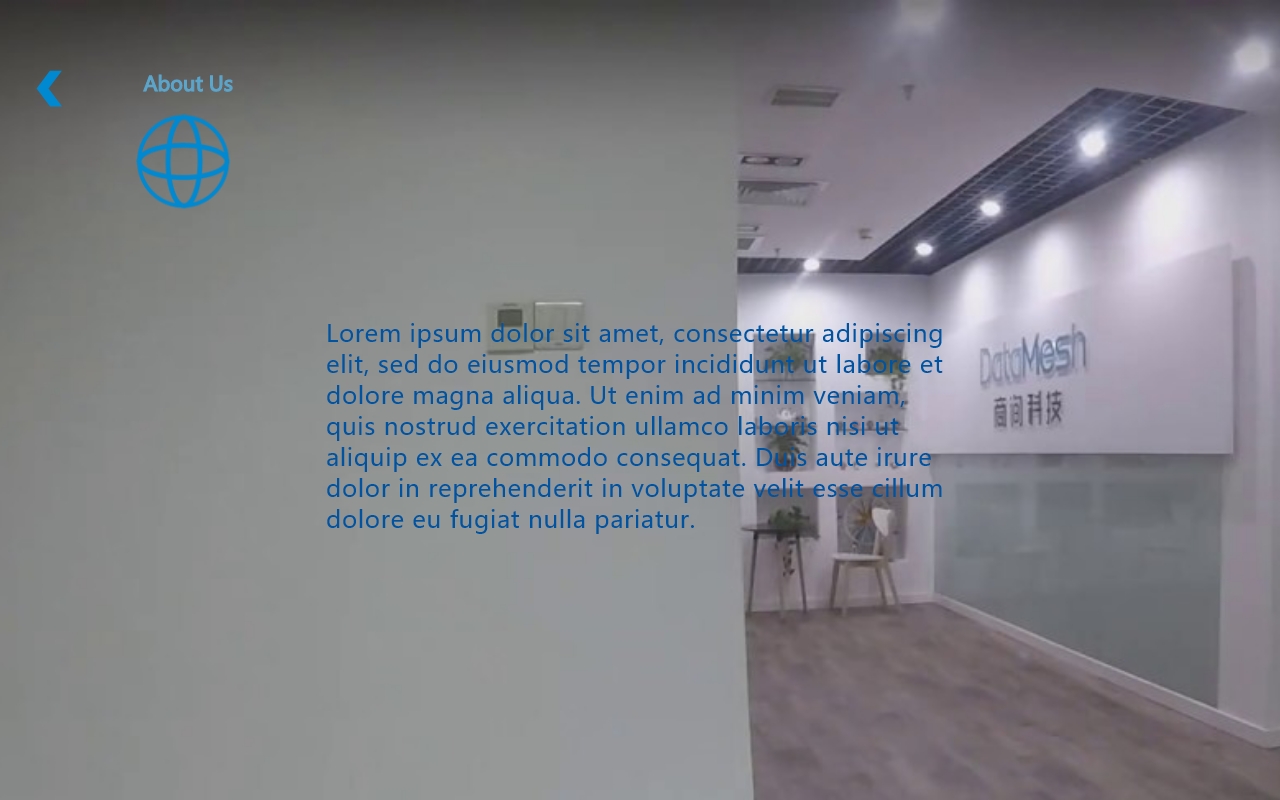 About Us
Lorem ipsum dolor sit amet, consectetur adipiscing
elit, sed do eiusmod tempor incididunt ut labore et
dolore magna aliqua. Ut enim ad minim veniam,
quis nostrud exercitation ullamco laboris nisi ut
aliquip ex ea commodo consequat. Duis aute irure
dolor in reprehenderit in voluptate velit esse cillum
dolore eu fugiat nulla pariatur.
DataMesh
商询科技